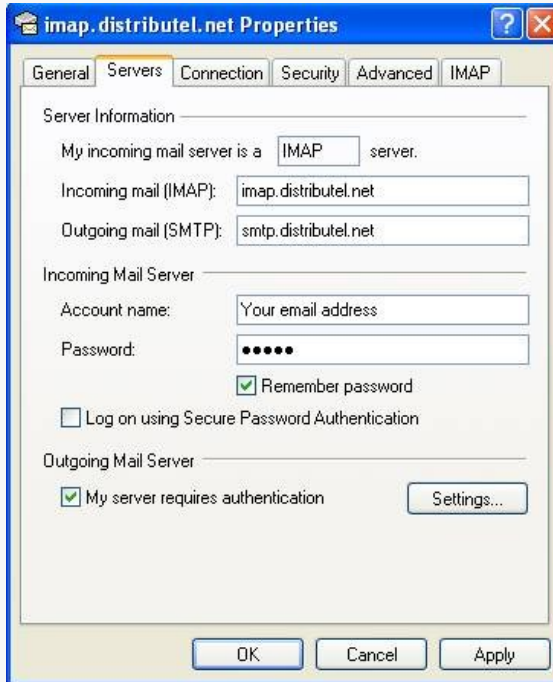 imap.distributel.net Properties
General Servers Connection Security Advanced IMAP
Server Information
My incoming mail server is a IMAP server.
Incoming mail (IMAP): imap.distributel.net
Outgoing mail (SMTP): smtp.distributel.net
Incoming Mail Server
Account name: Your email address
Password: •••••
Remember password
Log on using Secure Password Authentication
Outgoing Mail Server
My server requires authentication Settings...
OK Cancel Apply